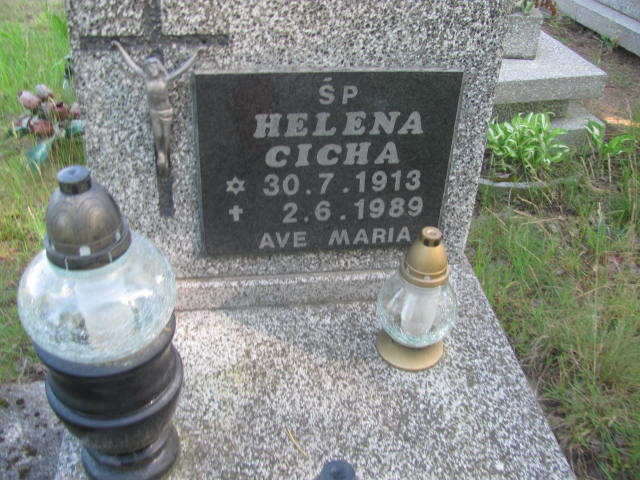 ŚP
HELENA
CICHA
✡ 30.7.1913
✝ 2.6.1989
AVE MARIA